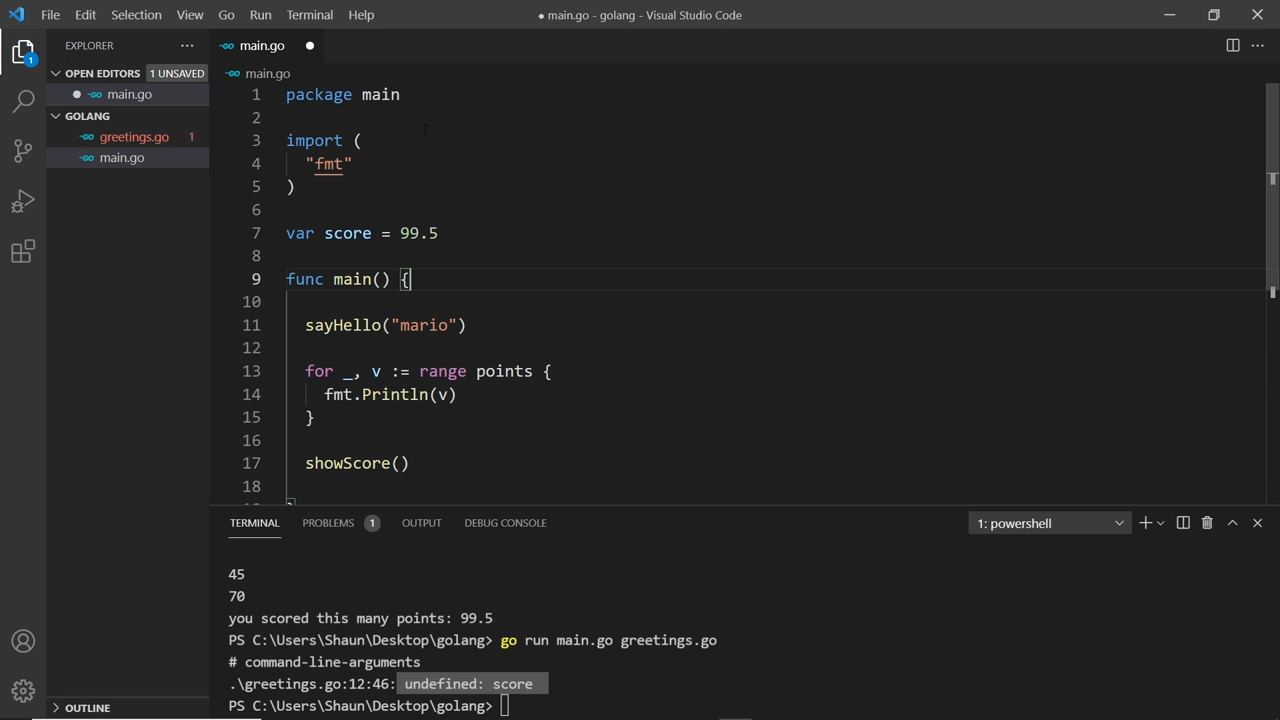 File Edit Selection View Go Run Terminal Help
● main.go - golang - Visual Studio Code
1
EXPLORER
OPEN EDITORS 1 UNSAVED
main.go
GOLANG
greetings.go 1
main.go
OUTLINE
main.go
main.go
1 package main
2
3 import (
4 "fmt"
5 )
6
7 var score = 99.5
8
9 func main() {
10
11 sayHello("mario")
12
13 for _, v := range points {
14 fmt.Println(v)
15 }
16
17 showScore()
18
TERMINAL PROBLEMS 1 OUTPUT DEBUG CONSOLE
1: powershell
45
70
you scored this many points: 99.5
PS C:\Users\Shaun\Desktop\golang> go run main.go greetings.go
# command-line-arguments
.\greetings.go:12:46: undefined: score
PS C:\Users\Shaun\Desktop\golang>